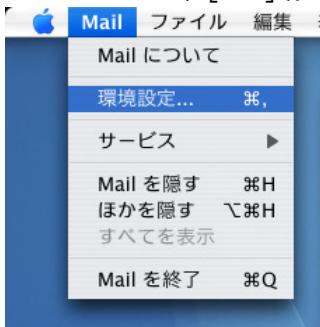 Mail ファイル 編集
Mail について
環境設定... ⌘,
サービス ▶
Mail を隠す ⌘H
ほかを隠す ⌥⌘H
すべてを表示
Mail を終了 ⌘Q